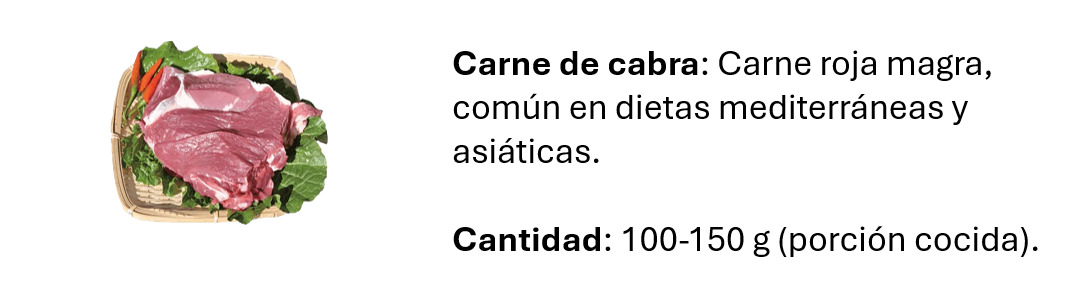 Carne de cabra: Carne roja magra,
común en dietas mediterráneas y
asiáticas.
Cantidad: 100-150 g (porción cocida).